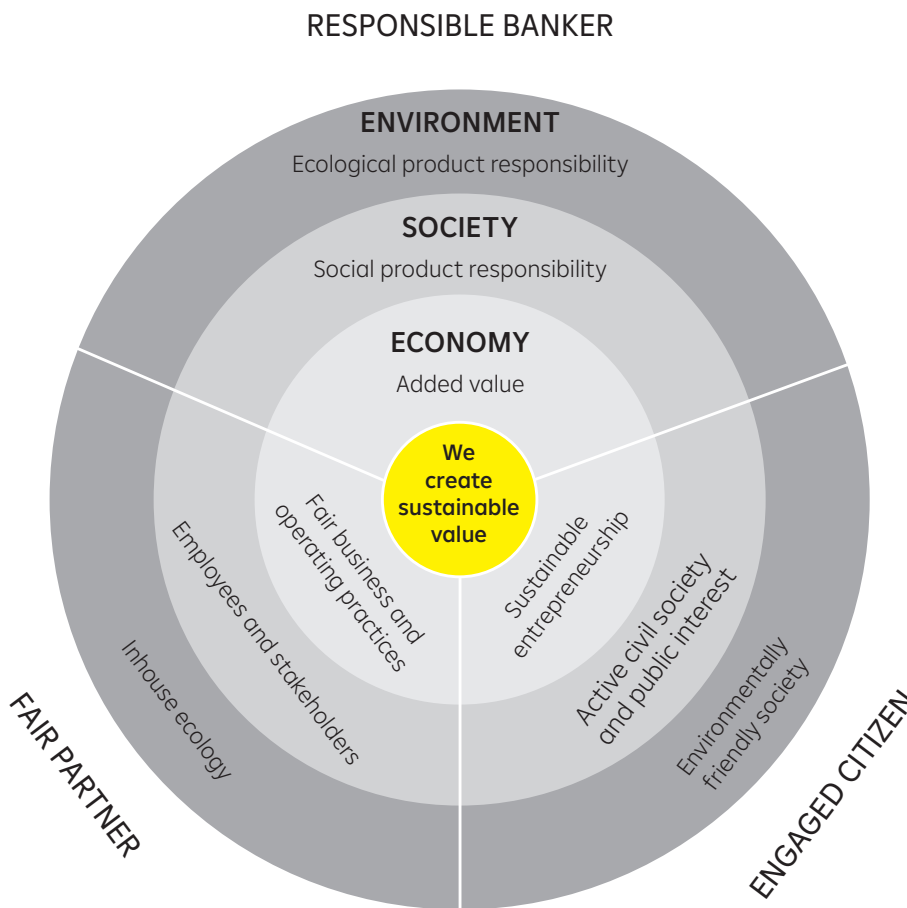 RESPONSIBLE BANKER
ENVIRONMENT
Ecological product responsibility
SOCIETY
Social product responsibility
ECONOMY
Added value
We
create
sustainable
value
Fair business and
operating practices
Employees and stakeholders
Inhouse ecology
FAIR PARTNER
Sustainable
entrepreneurship
Active civil society
and public interest
Environmentally
friendly society
ENGAGED CITIZEN